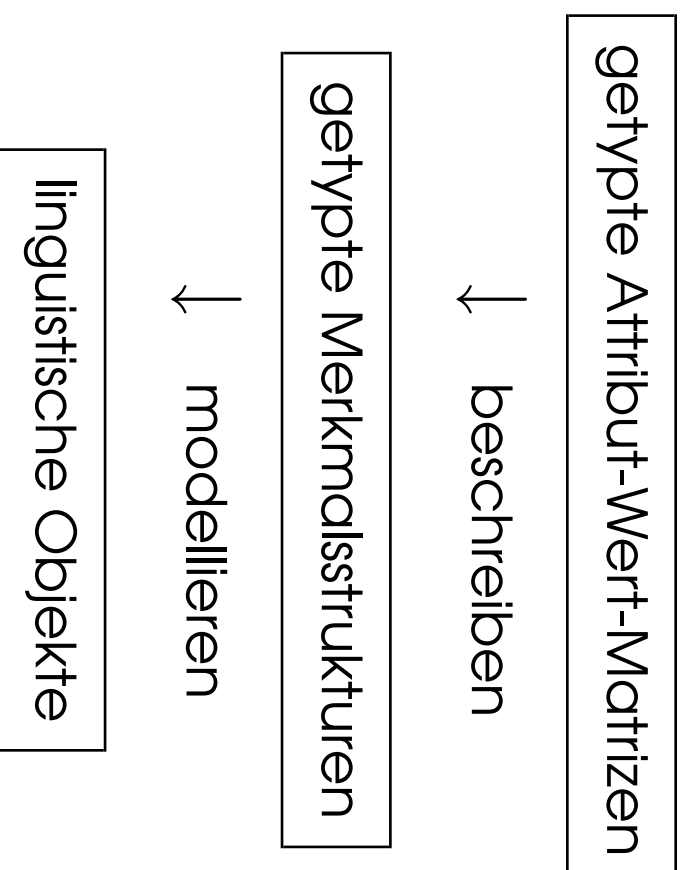 getypte Attribut-Wert-Matrizen
beschreiben
getypte Merkmalsstrukturen
modellieren
linguistische Objekte